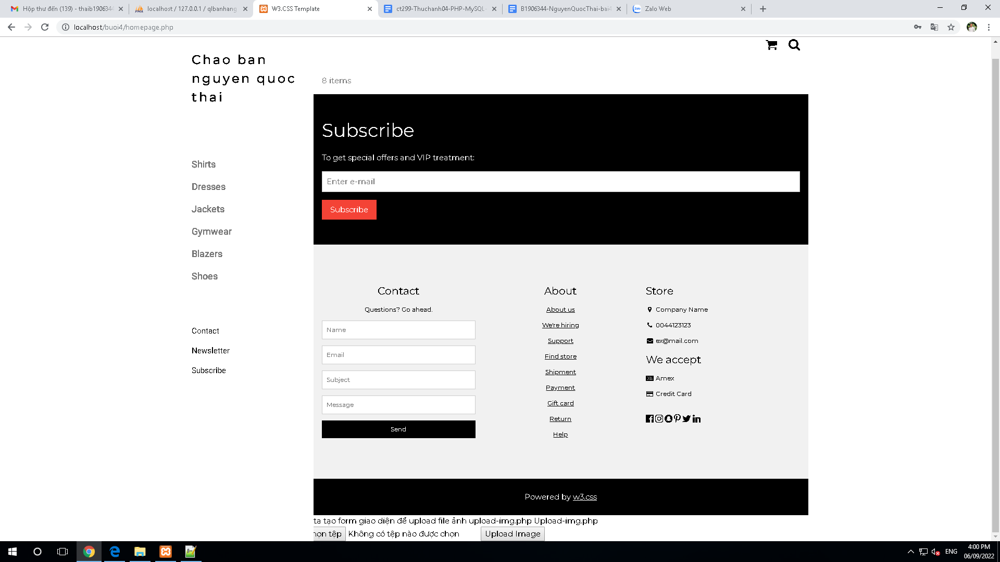 Hộp thư đến (139) - thaib1906344
localhost / 127.0.0.1 / qlbanhang
W3.CSS Template
ct299-Thuchanh04-PHP-MySQL-
B1906344-NguyenQuocThai-bai4
Zalo Web
localhost/buoi4/homepage.php
Chao ban
nguyen quoc
thai
8 items
Shirts
Dresses
Jackets
Gymwear
Blazers
Shoes
Contact
Newsletter
Subscribe
Subscribe
To get special offers and VIP treatment:
Enter e-mail
Subscribe
Contact
Questions? Go ahead.
Name
Email
Subject
Message
Send
About
About us
We're hiring
Support
Find store
Shipment
Payment
Gift card
Return
Help
Store
Company Name
0044123123
ex@mail.com
We accept
Amex
Credit Card
Powered by w3.css
ta tạo form giao diện để upload file ảnh upload-img.php Upload-img.php
họn tệp Không có tệp nào được chọn Upload Image
ENG
4:00 PM
06/09/2022